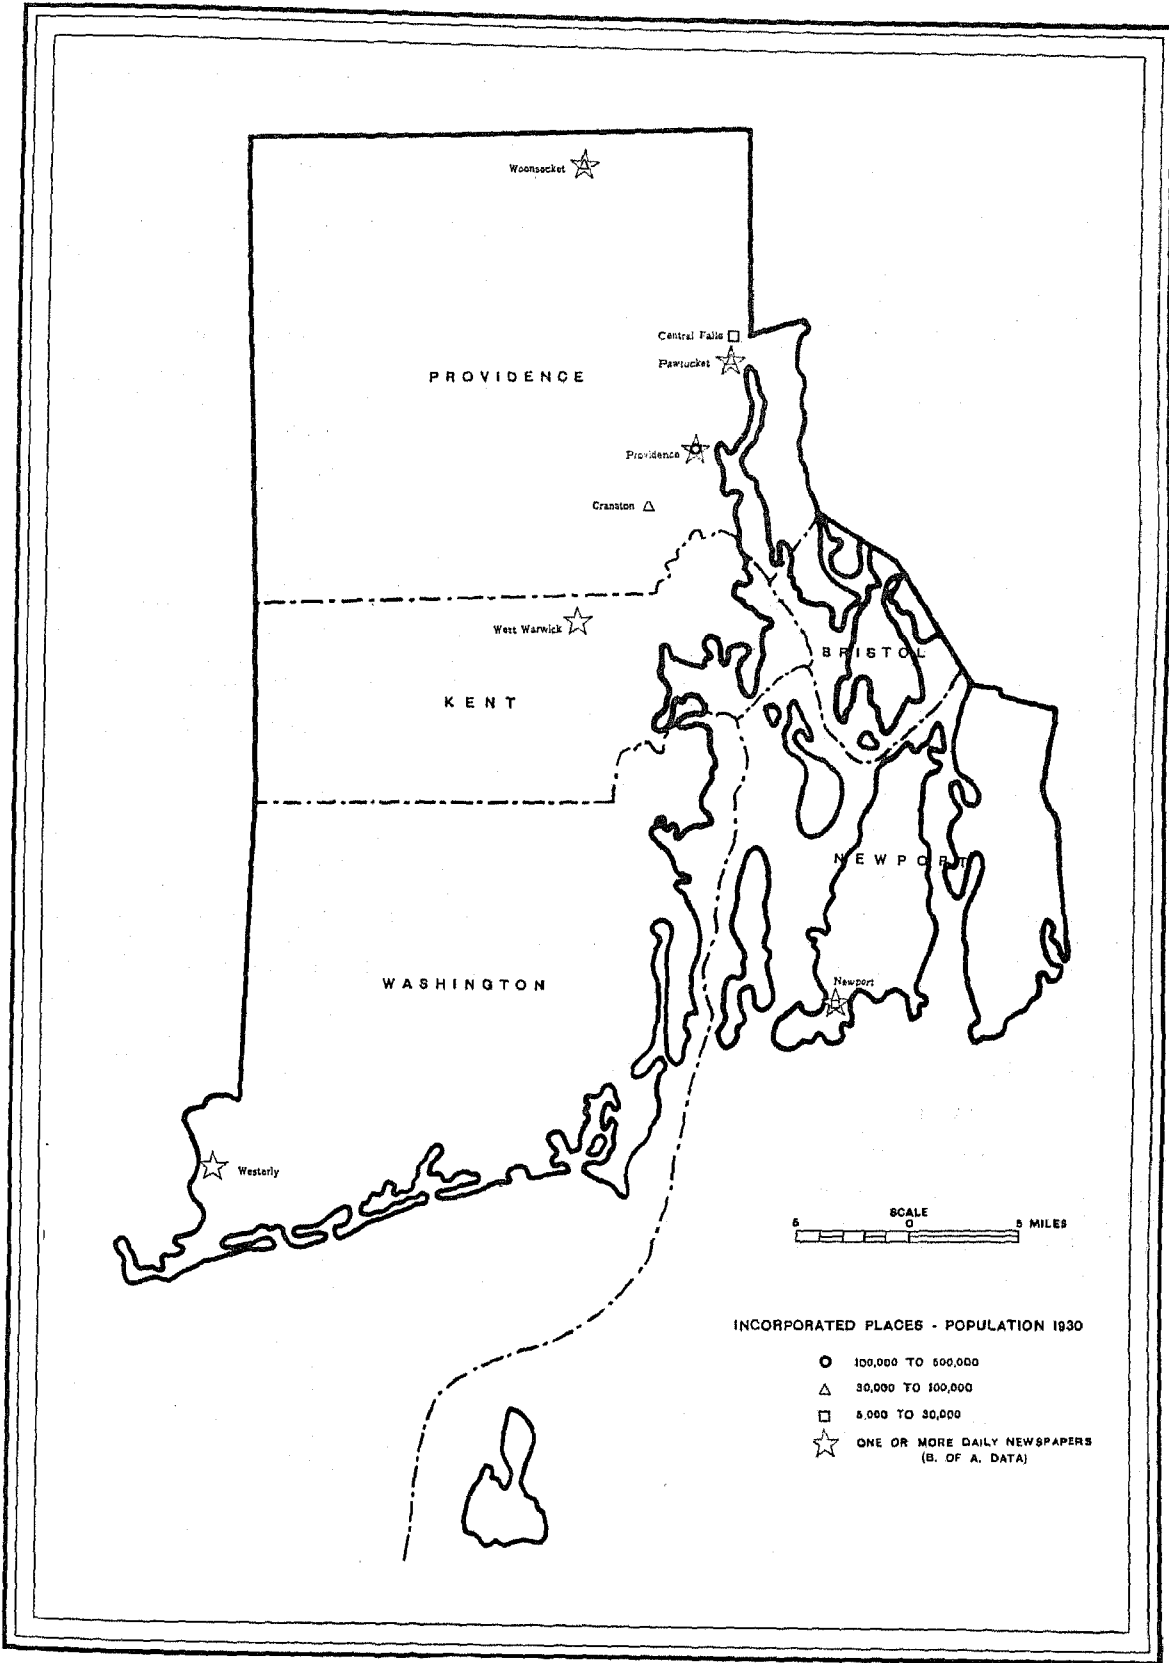 Woonsocket
Central Falls
Pawtucket
PROVIDENCE
Providence
Cranston
West Warwick
BRISTOL
KENT
NEWPORT
WASHINGTON
Newport
Westerly
SCALE
5 0 5 MILES
INCORPORATED PLACES - POPULATION 1930
100,000 TO 500,000
30,000 TO 100,000
5,000 TO 30,000
ONE OR MORE DAILY NEWSPAPERS
(B. OF A. DATA)